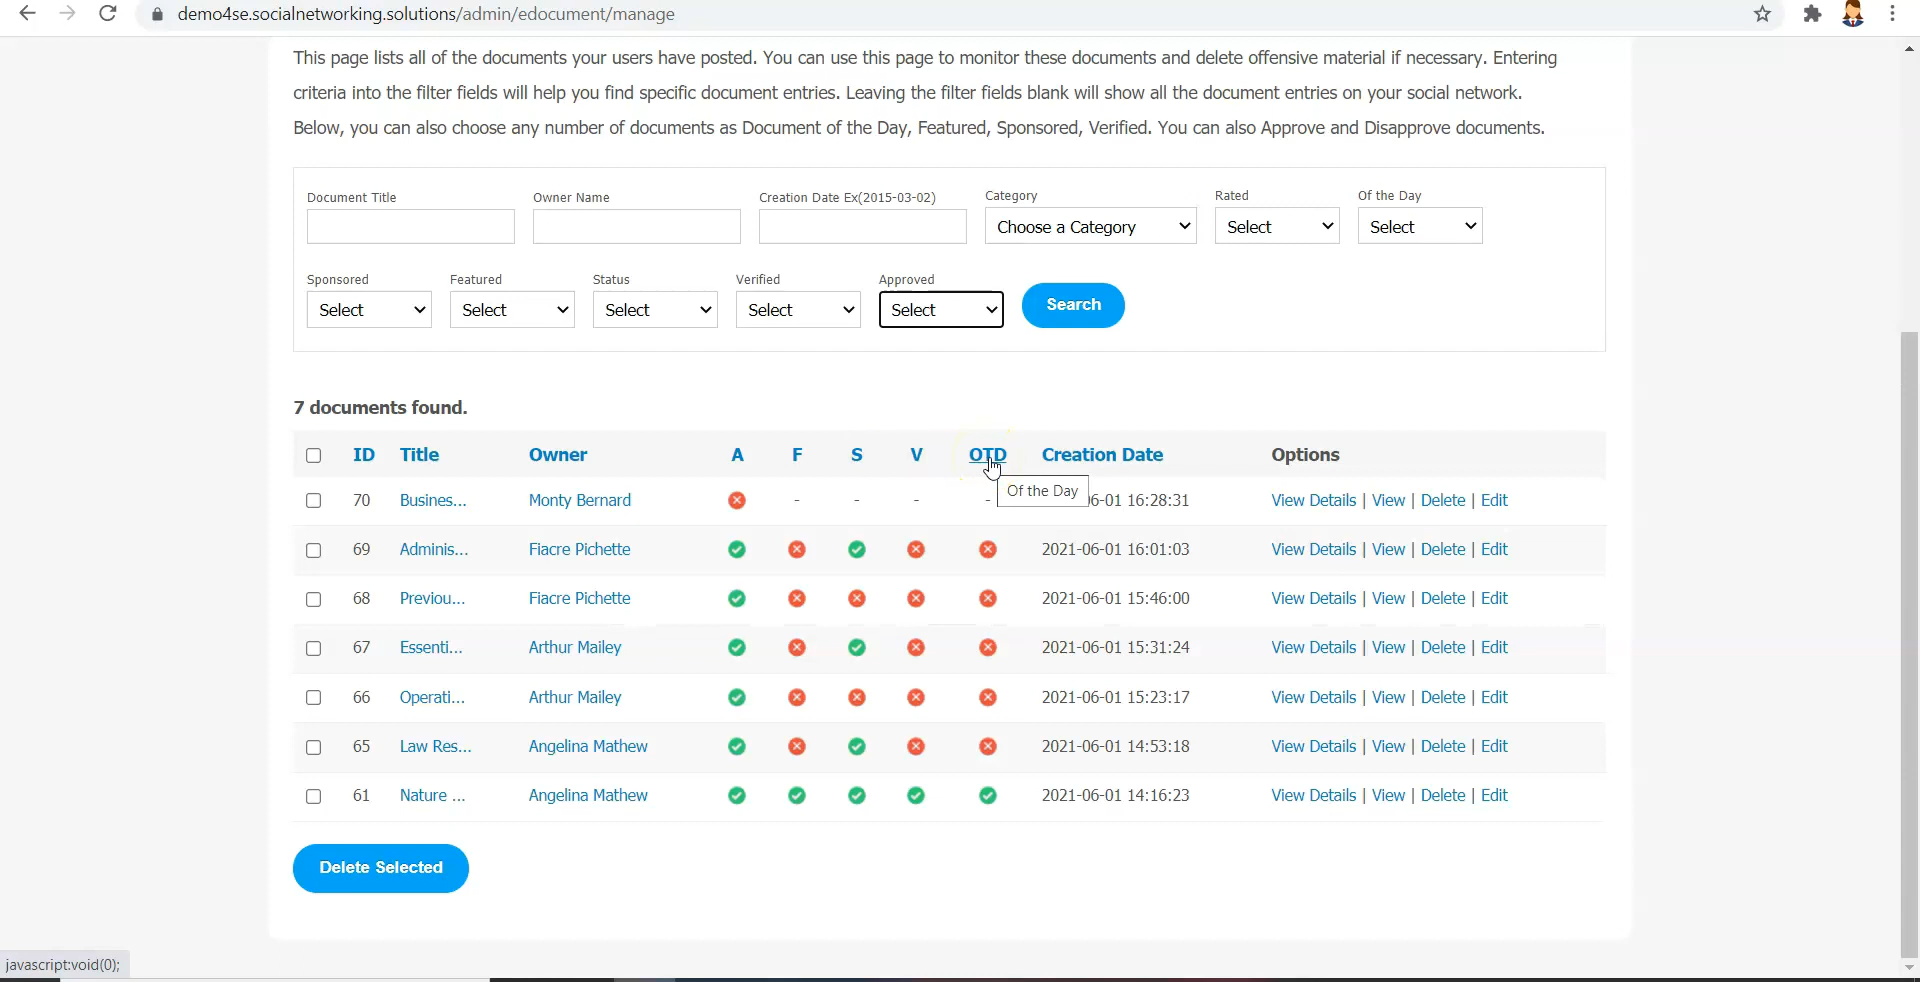 demo4se.socialnetworking.solutions/admin/edocument/manage
This page lists all of the documents your users have posted. You can use this page to monitor these documents and delete offensive material if necessary. Entering
criteria into the filter fields will help you find specific document entries. Leaving the filter fields blank will show all the document entries on your social network.
Below, you can also choose any number of documents as Document of the Day, Featured, Sponsored, Verified. You can also Approve and Disapprove documents.
Document Title Owner Name Creation Date Ex(2015-03-02) Category Rated Of the Day
Choose a Category Select Select
Sponsored Featured Status Verified Approved
Select Select Select Select Select Search
7 documents found.
ID Title Owner A F S V OTD Creation Date Options
70 Busines... Monty Bernard - - - - 06-01 16:28:31 View Details | View | Delete | Edit
Of the Day
69 Adminis... Fiacre Pichette 2021-06-01 16:01:03 View Details | View | Delete | Edit
68 Previou... Fiacre Pichette 2021-06-01 15:46:00 View Details | View | Delete | Edit
67 Essenti... Arthur Mailey 2021-06-01 15:31:24 View Details | View | Delete | Edit
66 Operati... Arthur Mailey 2021-06-01 15:23:17 View Details | View | Delete | Edit
65 Law Res... Angelina Mathew 2021-06-01 14:53:18 View Details | View | Delete | Edit
61 Nature ... Angelina Mathew 2021-06-01 14:16:23 View Details | View | Delete | Edit
Delete Selected
javascript:void(0);